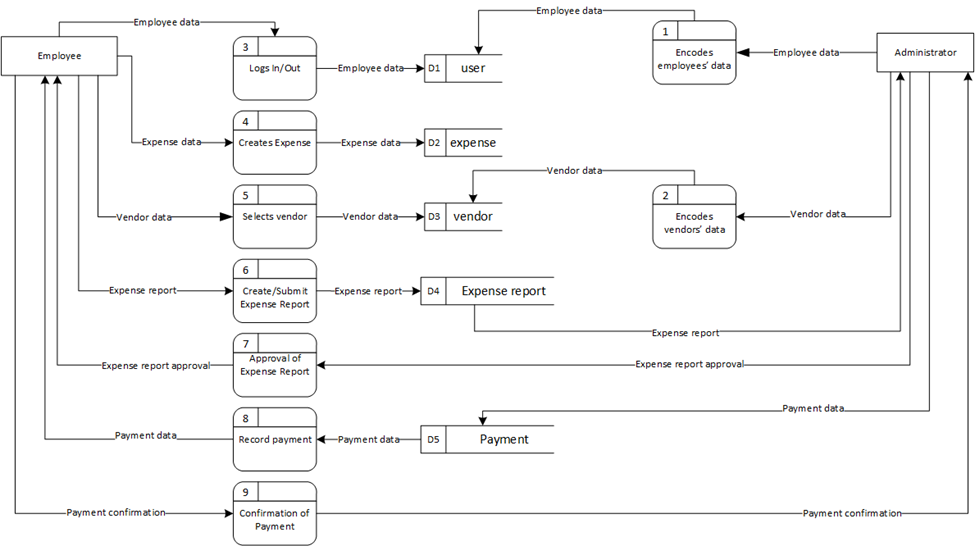 Employee data
Employee data
Employee
3
Logs In/Out
Employee data
D1
user
1
Encodes
employees’ data
Employee data
Administrator
Expense data
4
Creates Expense
Expense data
D2
expense
Vendor data
Vendor data
5
Selects vendor
Vendor data
D3
vendor
2
Encodes
vendors’ data
Vendor data
Expense report
6
Create/Submit
Expense Report
Expense report
D4
Expense report
Expense report
Expense report approval
7
Approval of
Expense Report
Expense report approval
Payment data
Payment data
8
Record payment
Payment data
D5
Payment
Payment confirmation
9
Confirmation of
Payment
Payment confirmation